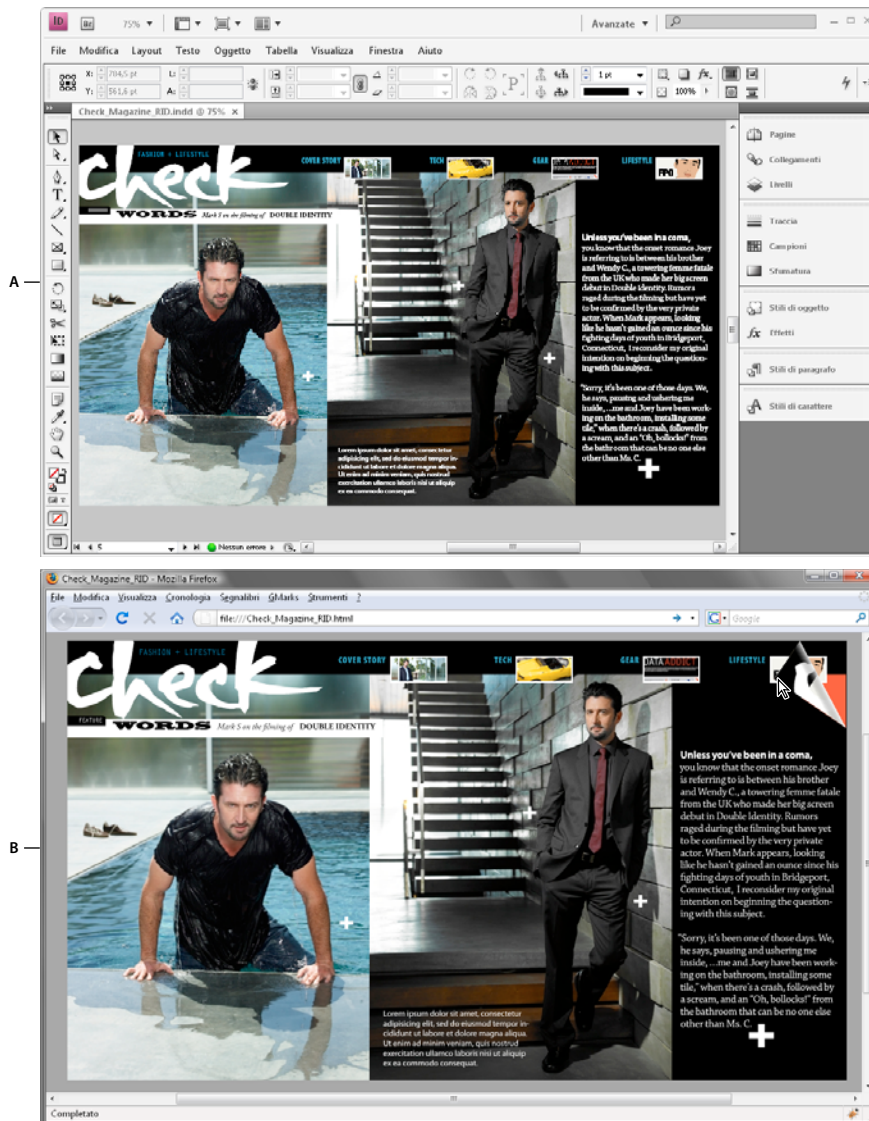 ID Br 75% Avanzate
File Modifica Layout Testo Oggetto Tabella Visualizza Finestra Aiuto
X: 704,5 pt L: 1 pt
Y: 561,6 pt A: 100%
Check_Magazine_RID.indd @ 75% ×
FASHION + LIFESTYLE
COVER STORY TECH GEAR LIFESTYLE
FPO
check
WORDS Mark S on the filming of DOUBLE IDENTITY
Unless you've been in a coma,
you know that the onset romance Joey
is referring to is between his brother
and Wendy C., a towering femme fatale
from the UK who made her big screen
debut in Double Identity. Rumors
raged during the filming but have yet
to be confirmed by the very private
actor. When Mark appears, looking
like he hasn't gained an ounce since his
fighting days of youth in Bridgeport,
Connecticut, I reconsider my original
intention on beginning the question-
ing with this subject.
"Sorry, it's been one of those days. We,
he says, pausing and ushering me
inside, ...me and Joey have been work-
ing on the bathroom, installing some
tile," when there's a crash, followed by
a scream, and an "Oh, bollocks!" from
the bathroom that can be no one else
other than Ms. C.
Lorem ipsum dolor sit amet, consectetur
adipisicing elit, sed do eiusmod tempor in-
cididunt ut labore et dolore magna aliqua.
Ut enim ad minim veniam, quis nostrud
exercitation ullamco laboris nisi ut aliquip
ex ea commodo consequat.
Pagine
Collegamenti
Livelli
Traccia
Campioni
Sfumatura
Stili di oggetto
Effetti
Stili di paragrafo
Stili di carattere
A
5 Nessun errore
Check_Magazine_RID - Mozilla Firefox
File Modifica Visualizza Cronologia Segnalibri GMarks Strumenti ?
file:///Check_Magazine_RID.html Google
FASHION + LIFESTYLE
COVER STORY TECH GEAR LIFESTYLE
DATA ADDICT
check
FEATURE
WORDS Mark S on the filming of DOUBLE IDENTITY
Unless you've been in a coma,
you know that the onset romance Joey
is referring to is between his brother
and Wendy C., a towering femme fatale
from the UK who made her big screen
debut in Double Identity. Rumors
raged during the filming but have yet
to be confirmed by the very private
actor. When Mark appears, looking
like he hasn't gained an ounce since his
fighting days of youth in Bridgeport,
Connecticut, I reconsider my original
intention on beginning the question-
ing with this subject.
"Sorry, it's been one of those days. We,
he says, pausing and ushering me
inside, ...me and Joey have been work-
ing on the bathroom, installing some
tile," when there's a crash, followed by
a scream, and an "Oh, bollocks!" from
the bathroom that can be no one else
other than Ms. C.
Lorem ipsum dolor sit amet, consectetur
adipisicing elit, sed do eiusmod tempor in-
cididunt ut labore et dolore magna aliqua.
Ut enim ad minim veniam, quis nostrud
exercitation ullamco laboris nisi ut aliquip
ex ea commodo consequat.
B
Completato